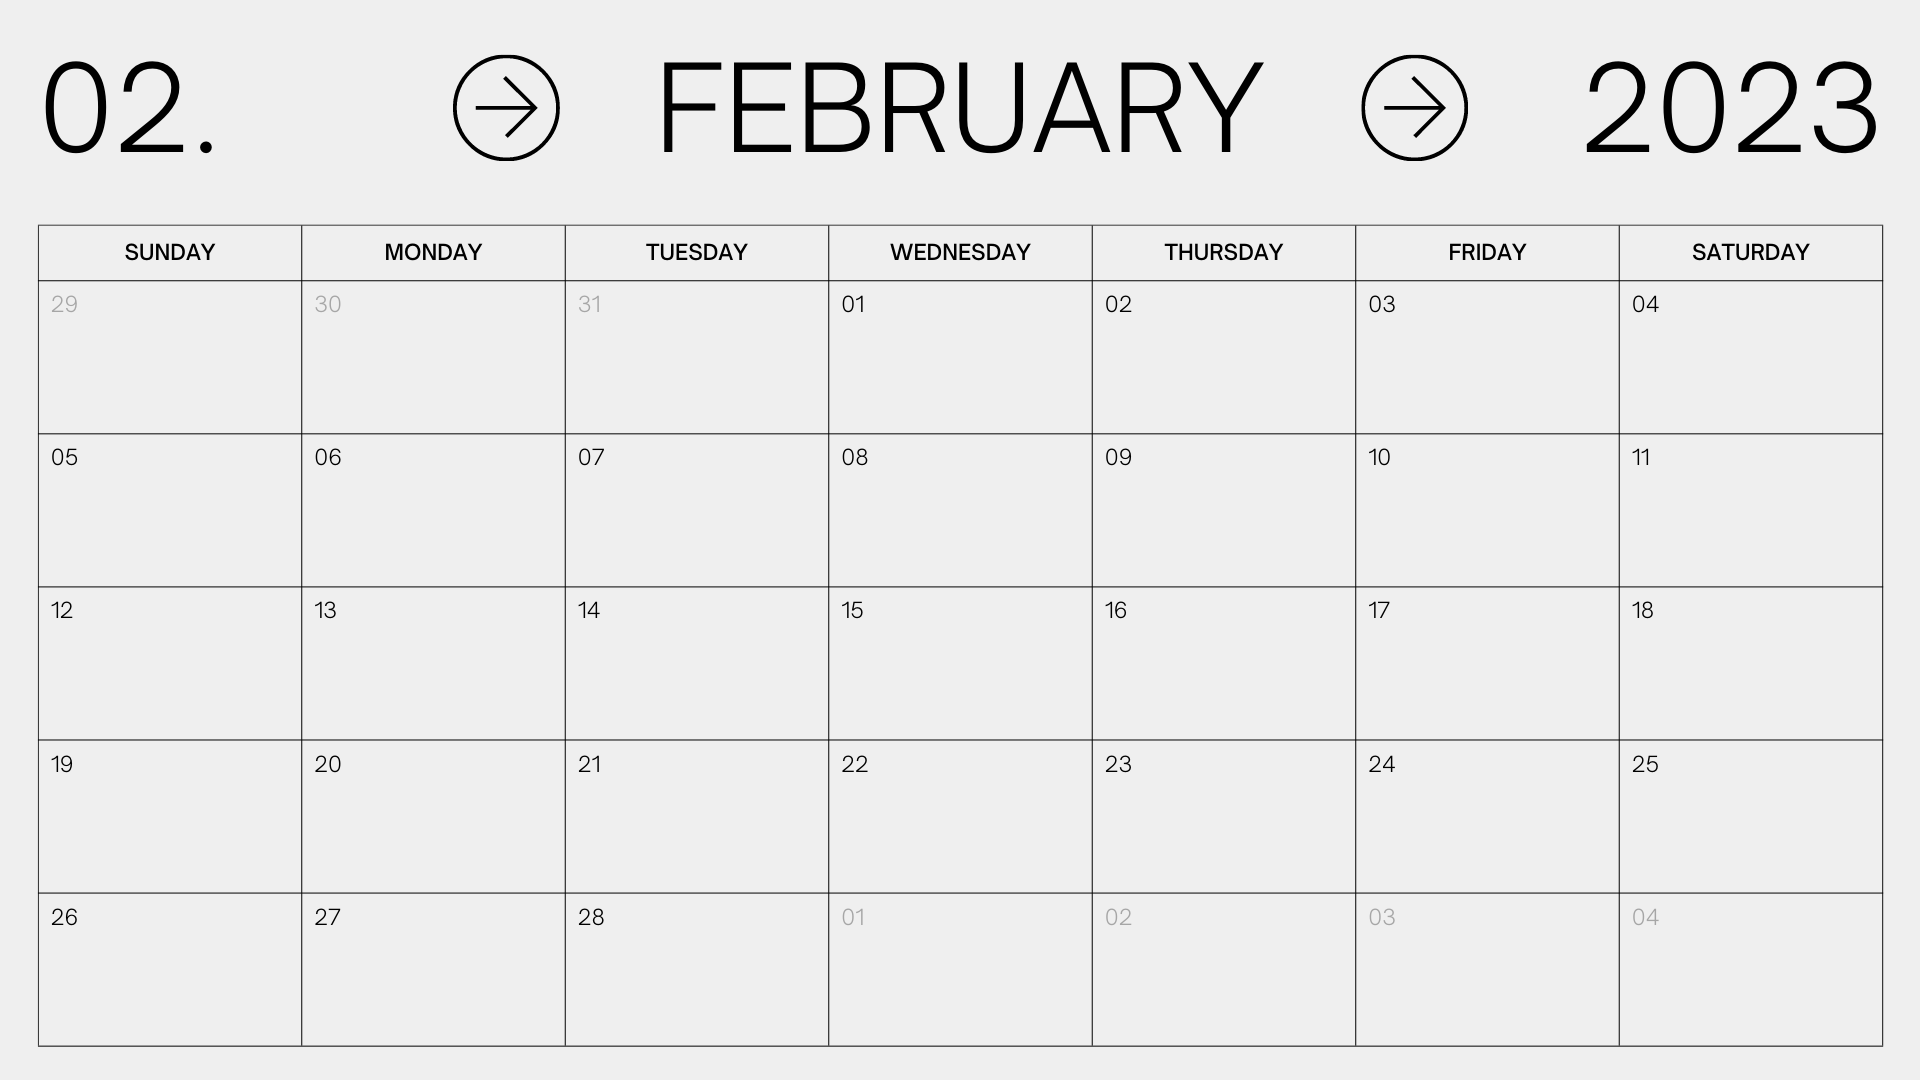 02. FEBRUARY 2023
SUNDAY MONDAY TUESDAY WEDNESDAY THURSDAY FRIDAY SATURDAY
29 30 31 01 02 03 04
05 06 07 08 09 10 11
12 13 14 15 16 17 18
19 20 21 22 23 24 25
26 27 28 01 02 03 04